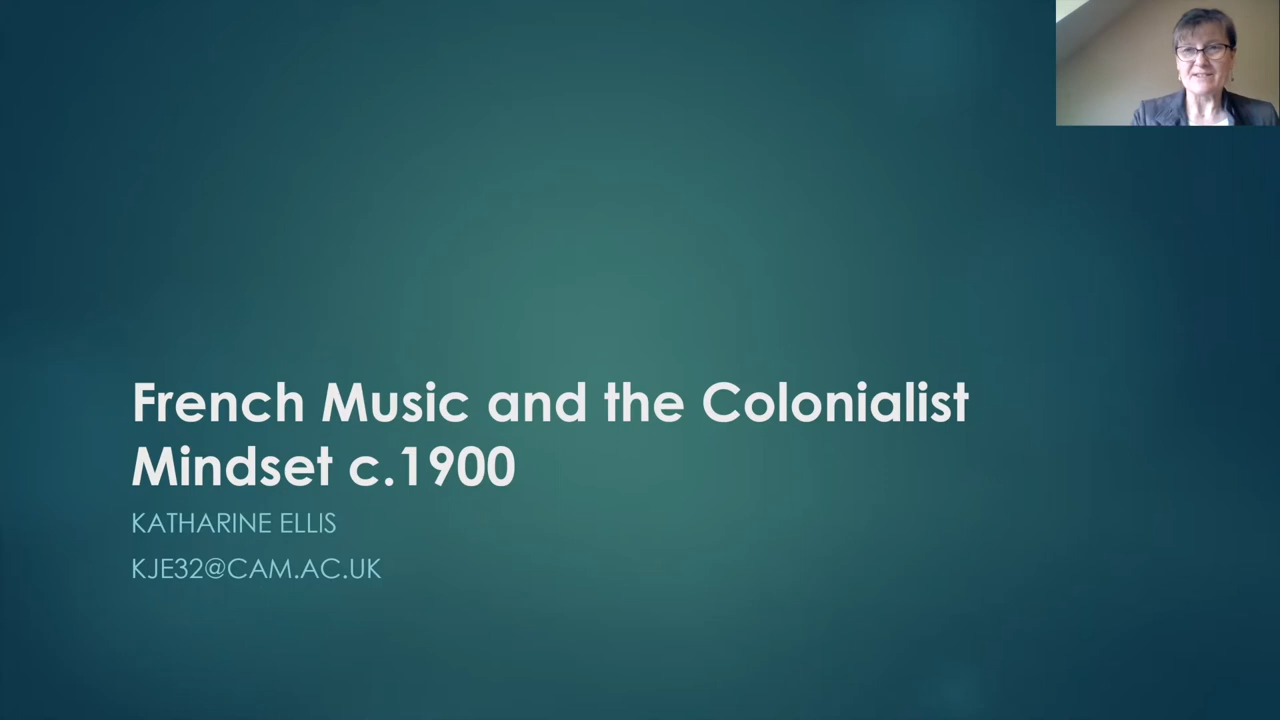 French Music and the Colonialist
Mindset c.1900
KATHARINE ELLIS
KJE32@CAM.AC.UK